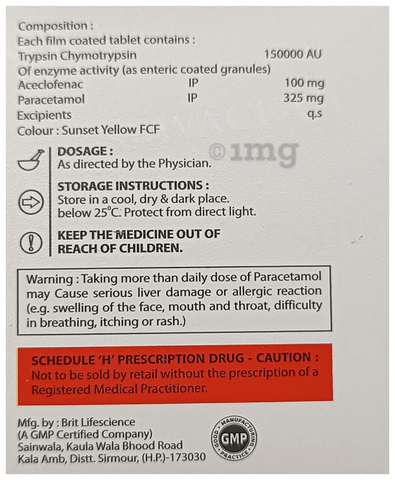 Composition :
Each film coated tablet contains :
Trypsin Chymotrypsin 150000 AU
Of enzyme activity (as enteric coated granules)
Aceclofenac IP 100 mg
Paracetamol IP 325 mg
Excipients q.s
Colour : Sunset Yellow FCF
© 1mg
DOSAGE :
As directed by the Physician.
STORAGE INSTRUCTIONS :
Store in a cool, dry & dark place.
below 25°C. Protect from direct light.
KEEP THE MEDICINE OUT OF
REACH OF CHILDREN.
Warning : Taking more than daily dose of Paracetamol
may Cause serious liver damage or allergic reaction
(e.g. swelling of the face, mouth and throat, difficulty
in breathing, itching or rash.)
SCHEDULE 'H' PRESCRIPTION DRUG - CAUTION :
Not to be sold by retail without the prescription of a
Registered Medical Practitioner.
Mfg. by : Brit Lifescience
(A GMP Certified Company)
Sainwala, Kaula Wala Bhood Road
Kala Amb, Distt. Sirmour, (H.P.)-173030
GOOD MANUFACTURING
GMP
PRACTICE